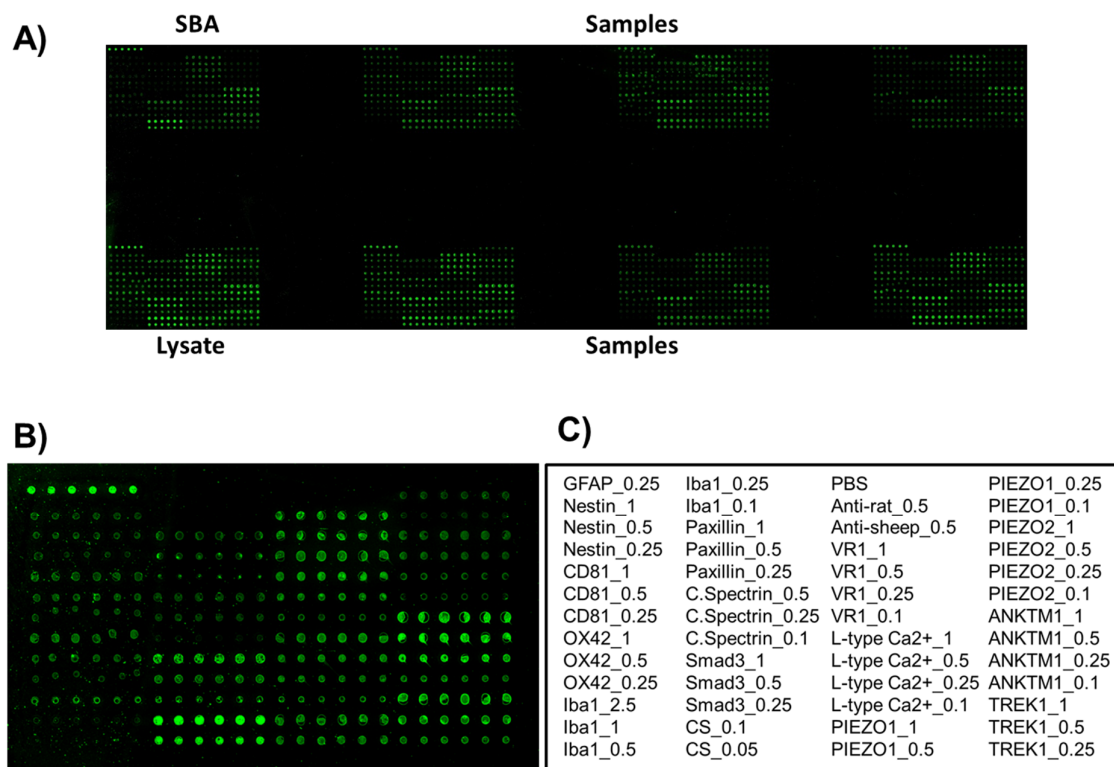 A)
SBA
Samples
Lysate
Samples
B)
C)
GFAP_0.25 Iba1_0.25 PBS PIEZO1_0.25
Nestin_1 Iba1_0.1 Anti-rat_0.5 PIEZO1_0.1
Nestin_0.5 Paxillin_1 Anti-sheep_0.5 PIEZO2_1
Nestin_0.25 Paxillin_0.5 VR1_1 PIEZO2_0.5
CD81_1 Paxillin_0.25 VR1_0.5 PIEZO2_0.25
CD81_0.5 C.Spectrin_0.5 VR1_0.25 PIEZO2_0.1
CD81_0.25 C.Spectrin_0.25 VR1_0.1 ANKTM1_1
OX42_1 C.Spectrin_0.1 L-type Ca2+_1 ANKTM1_0.5
OX42_0.5 Smad3_1 L-type Ca2+_0.5 ANKTM1_0.25
OX42_0.25 Smad3_0.5 L-type Ca2+_0.25 ANKTM1_0.1
Iba1_2.5 Smad3_0.25 L-type Ca2+_0.1 TREK1_1
Iba1_1 CS_0.1 PIEZO1_1 TREK1_0.5
Iba1_0.5 CS_0.05 PIEZO1_0.5 TREK1_0.25